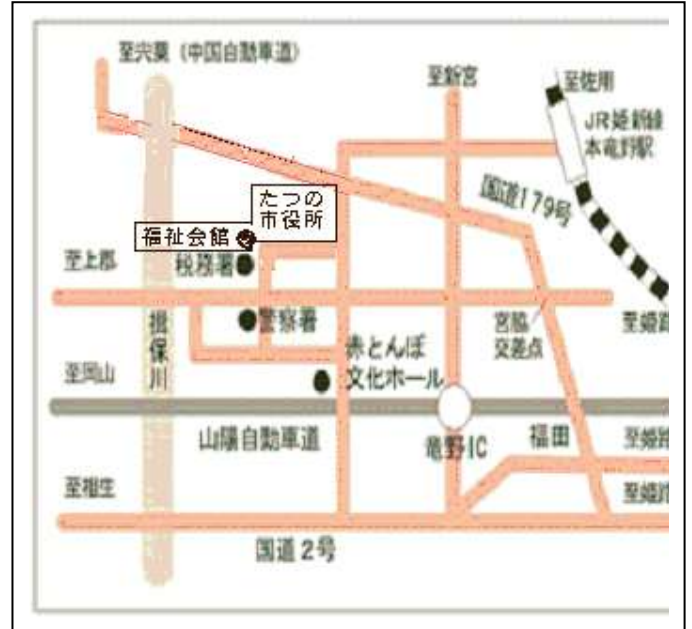 至宍粟（中国自動車道）
至新宮
至佐用
JR姫新線
本竜野駅
国道179号
たつの
市役所
福祉会館
至上郡
税務署
警察署
揖保川
宮脇
交差点
至姫路
赤とんぼ
文化ホール
至岡山
山陽自動車道
竜野IC
福田
至姫路
至相生
至姫路
国道2号